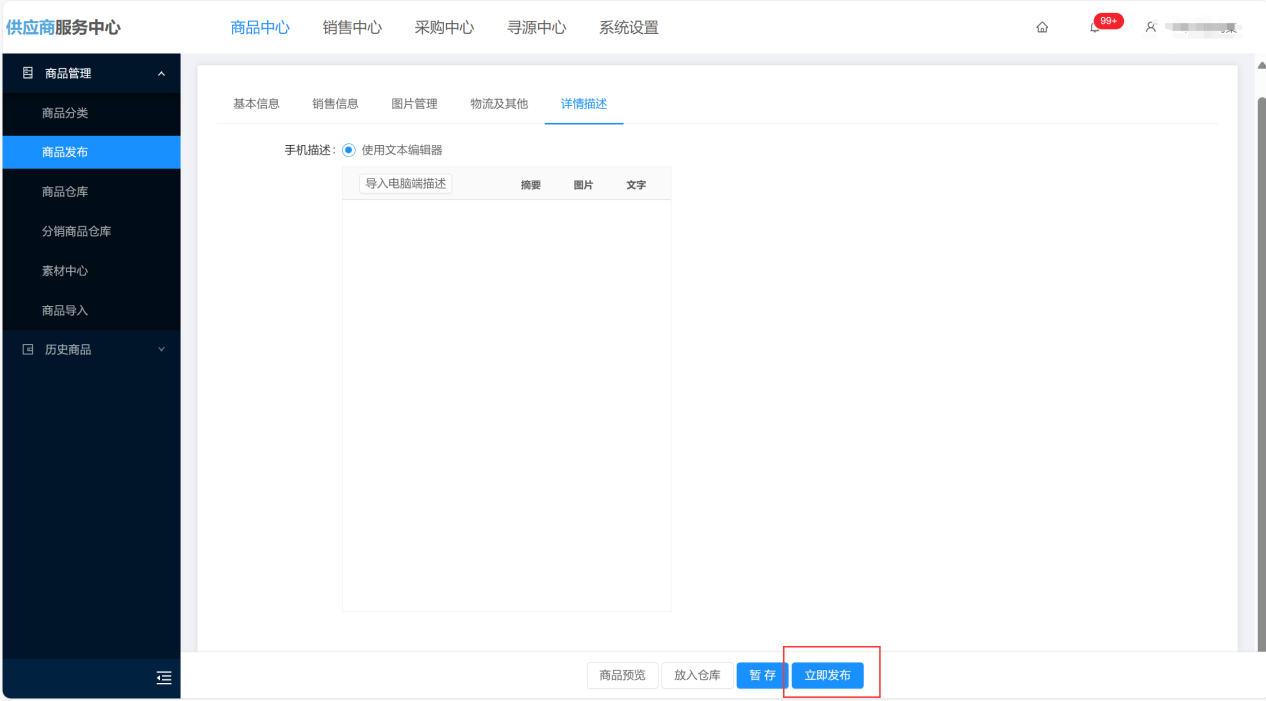 供应商服务中心 商品中心 销售中心 采购中心 寻源中心 系统设置 99+
商品管理
商品分类
商品发布
商品仓库
分销商品仓库
素材中心
商品导入
历史商品
基本信息 销售信息 图片管理 物流及其他 详情描述
手机描述: 使用文本编辑器
导入电脑端描述 摘要 图片 文字
商品预览 放入仓库 暂存 立即发布